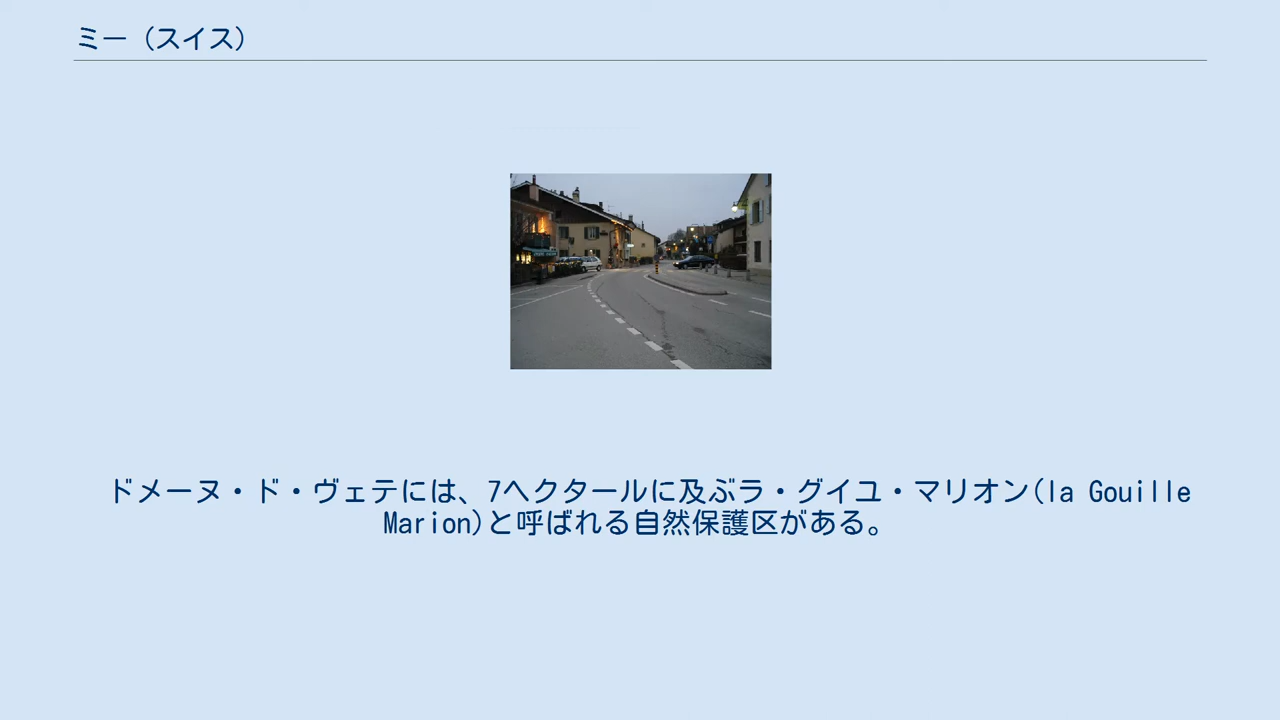 ミー（スイス）
ドメーヌ・ド・ヴェテには、7ヘクタールに及ぶラ・グイユ・マリオン(la Gouille
Marion)と呼ばれる自然保護区がある。